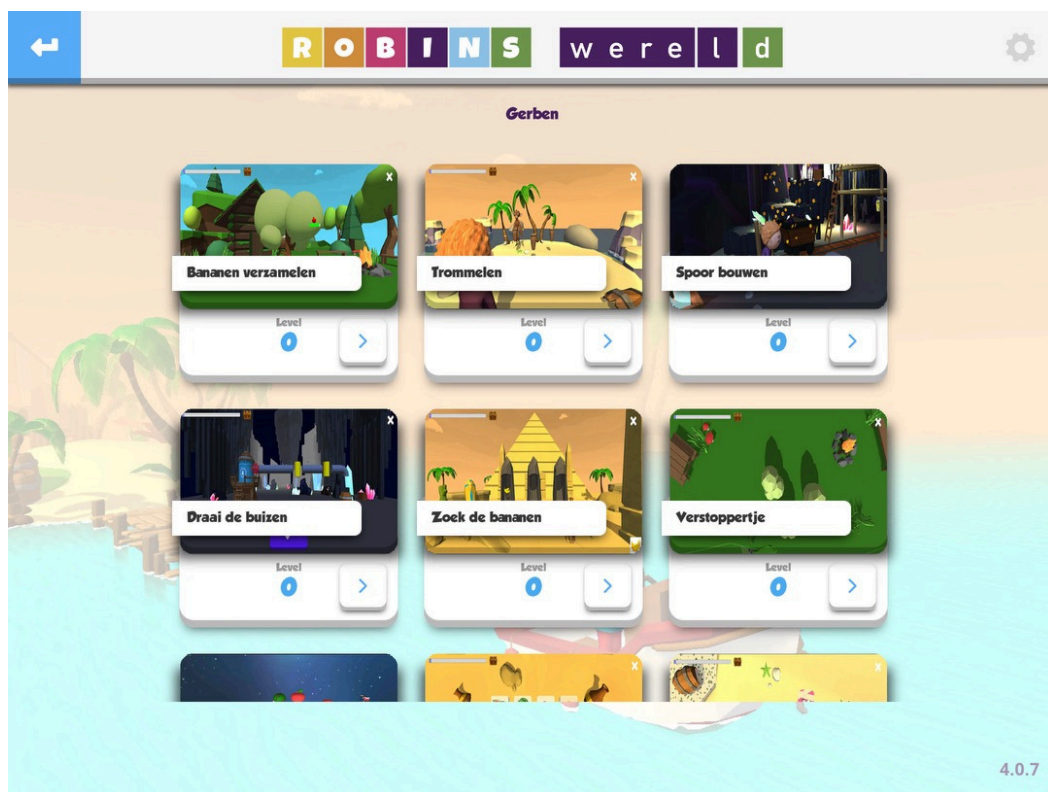 ROBINS wereld
Gerben
x
x
Bananen verzamelen
Trommelen
Spoor bouwen
Level
Level
Level
0
0
0
x
x
x
Draai de buizen
Zoek de bananen
Verstoppertje
Level
Level
Level
0
0
0
x
x
4.0.7